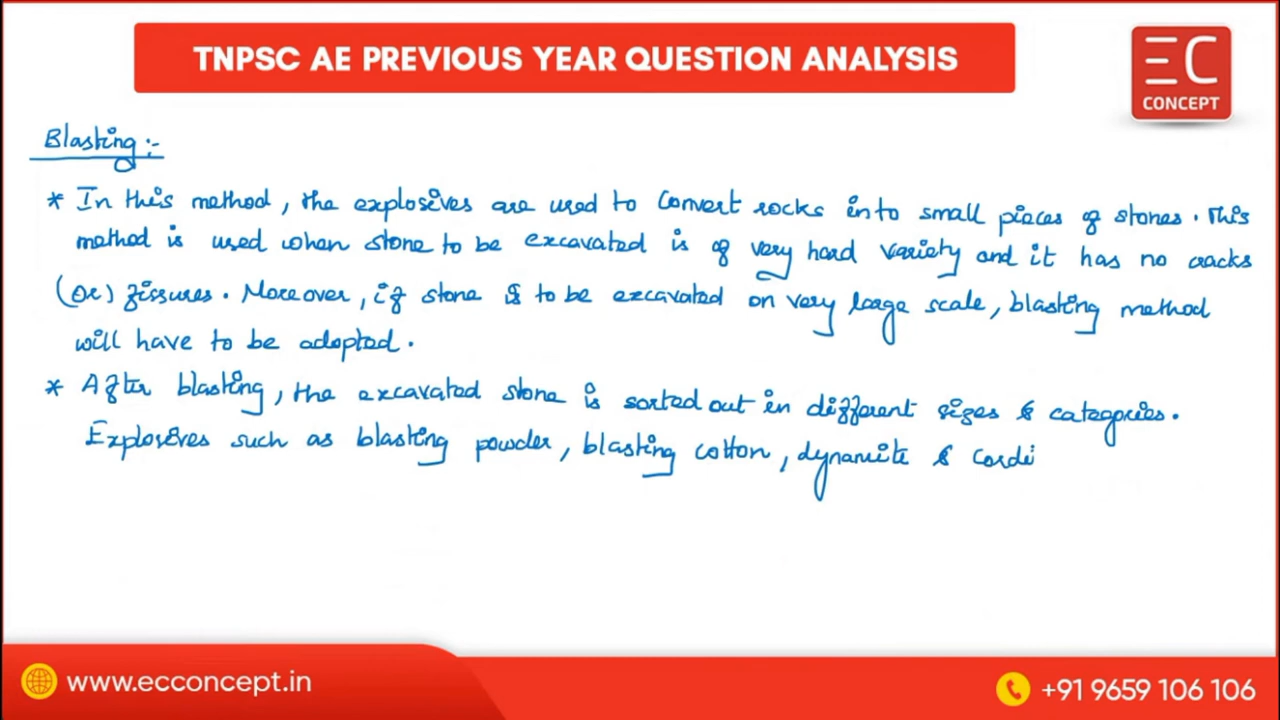 TNPSC AE PREVIOUS YEAR QUESTION ANALYSIS
EC
CONCEPT
Blasting :-
* In this method, the explosives are used to convert rocks into small pieces of stones. This
method is used when stone to be excavated is of very hard variety and it has no cracks
(or) fissures. Moreover, if stone is to be excavated on very large scale, blasting method
will have to be adopted.
* After blasting, the excavated stone is sorted out in different sizes & categories.
Explosives such as blasting powder, blasting cotton, dynamite & cordi
www.ecconcept.in
+91 9659 106 106